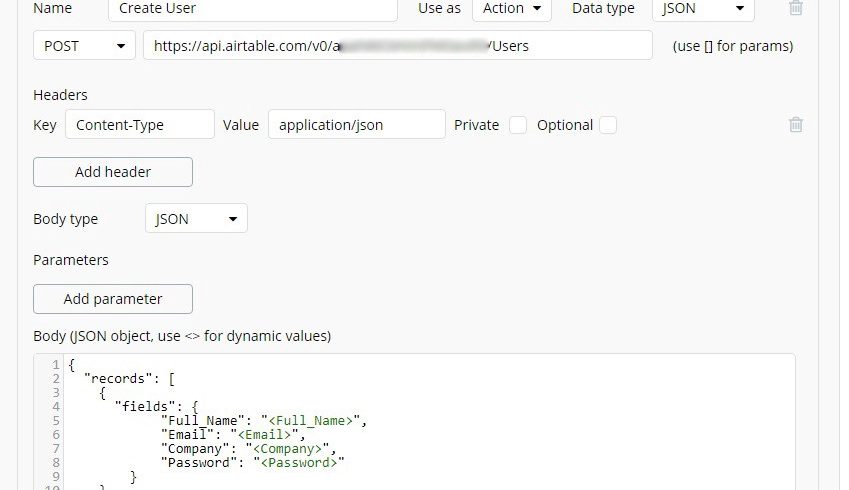 Name Create User Use as Action Data type JSON
POST https://api.airtable.com/v0/a /Users (use [] for params)
Headers
Key Content-Type Value application/json Private Optional
Add header
Body type JSON
Parameters
Add parameter
Body (JSON object, use <> for dynamic values)
1 {
2 "records": [
3 {
4 "fields": {
5 "Full_Name": "<Full_Name>",
6 "Email": "<Email>",
7 "Company": "<Company>",
8 "Password": "<Password>"
9 }
10 }